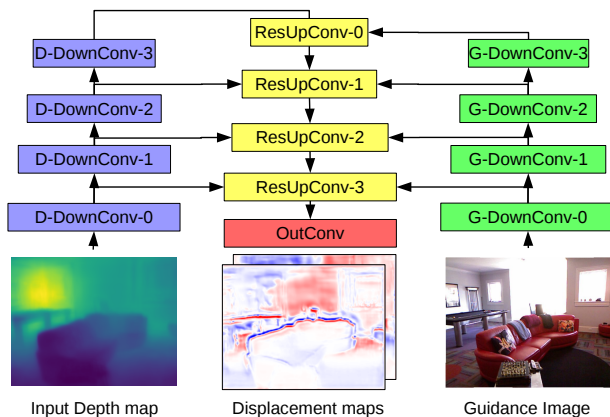 ResUpConv-0
D-DownConv-3
G-DownConv-3
ResUpConv-1
D-DownConv-2
G-DownConv-2
ResUpConv-2
D-DownConv-1
G-DownConv-1
ResUpConv-3
D-DownConv-0
G-DownConv-0
OutConv
Input Depth map
Displacement maps
Guidance Image